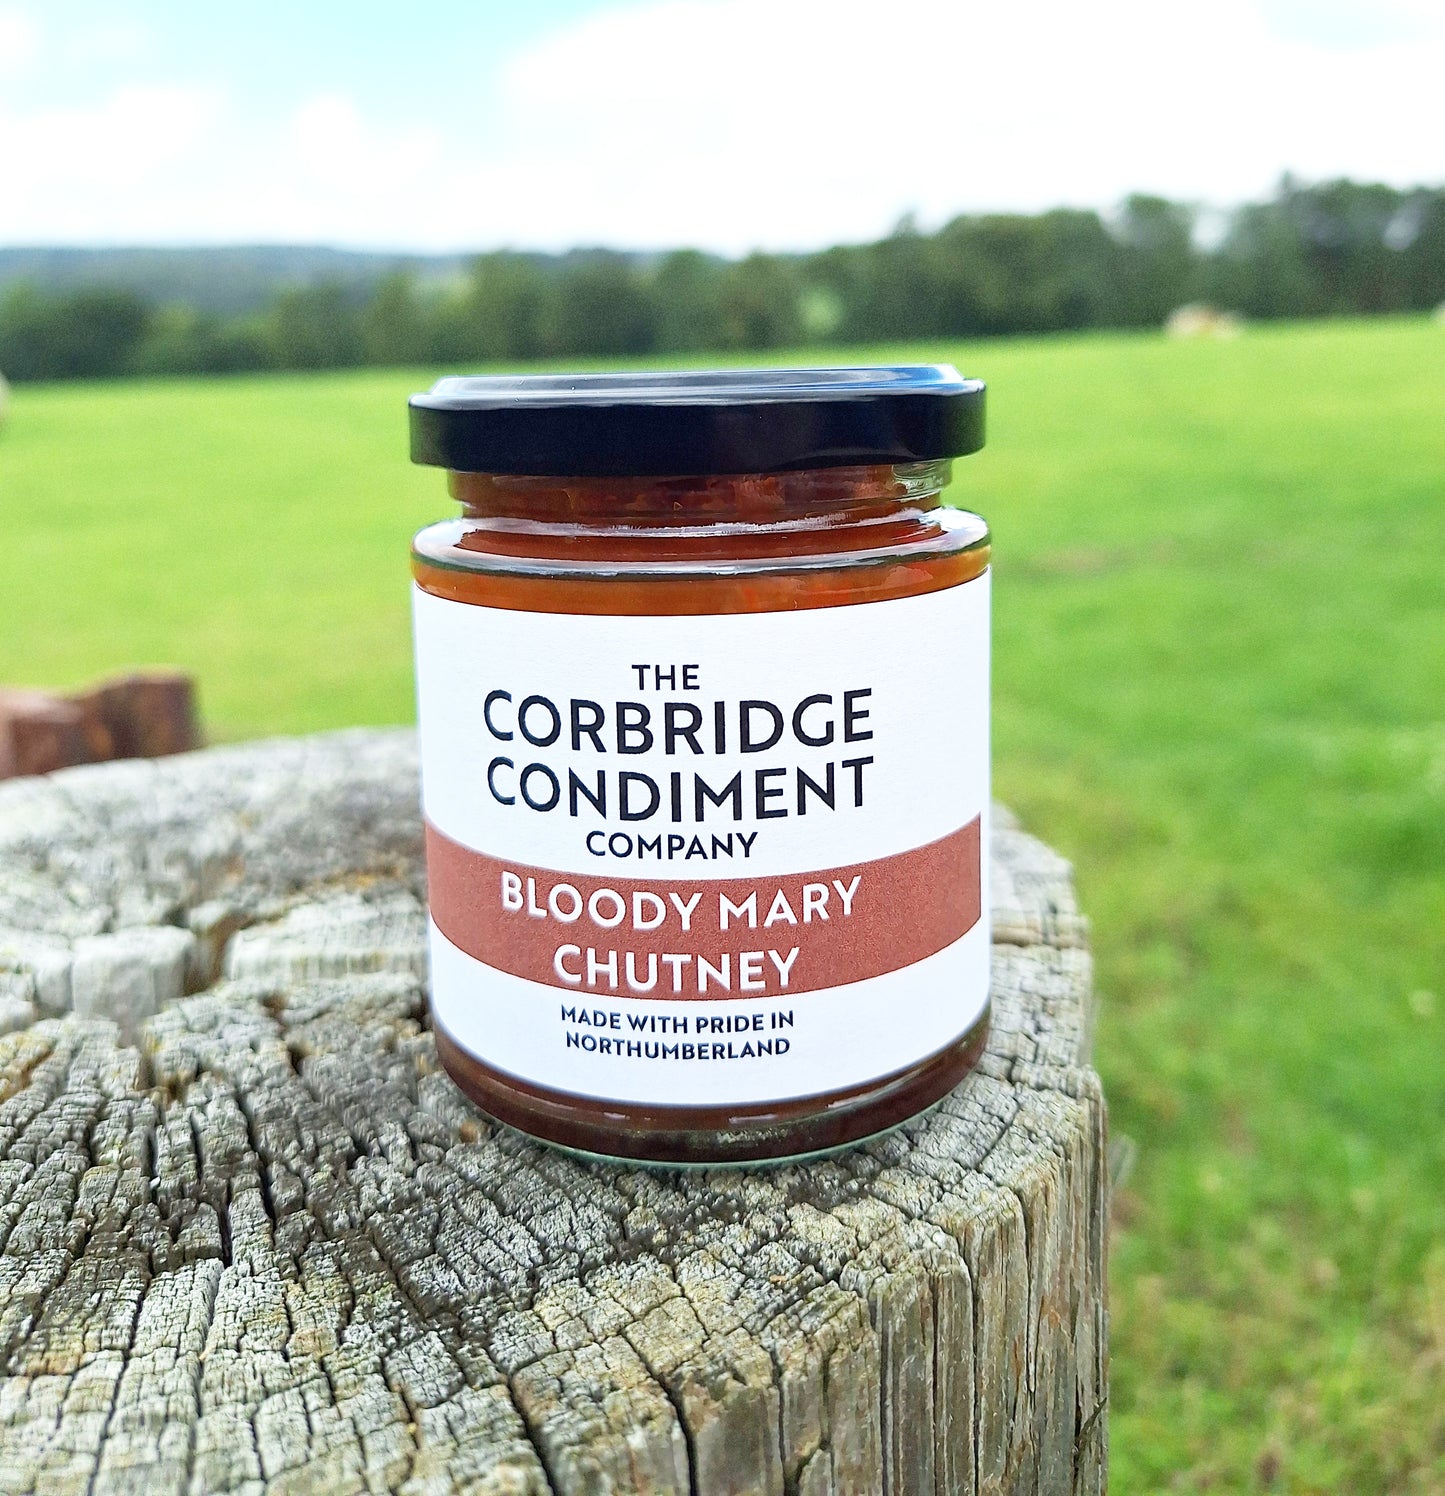 THE
CORBRIDGE
CONDIMENT
COMPANY
BLOODY MARY
CHUTNEY
MADE WITH PRIDE IN
NORTHUMBERLAND